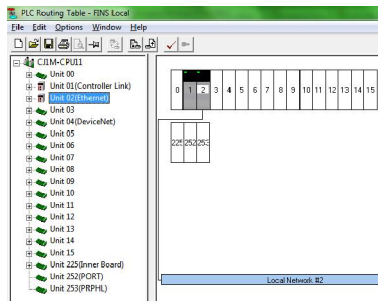 PLC Routing Table - FINS Local
File Edit Options Window Help
CJ1M-CPU11
Unit 00
Unit 01(Controller Link)
Unit 02(Ethernet)
Unit 03
Unit 04(DeviceNet)
Unit 05
Unit 06
Unit 07
Unit 08
Unit 09
Unit 10
Unit 11
Unit 12
Unit 13
Unit 14
Unit 15
Unit 225(Inner Board)
Unit 252(PORT)
Unit 253(PRPHL)
0 1 2 3 4 5 6 7 8 9 10 11 12 13 14 15
225 252 253
Local Network #2